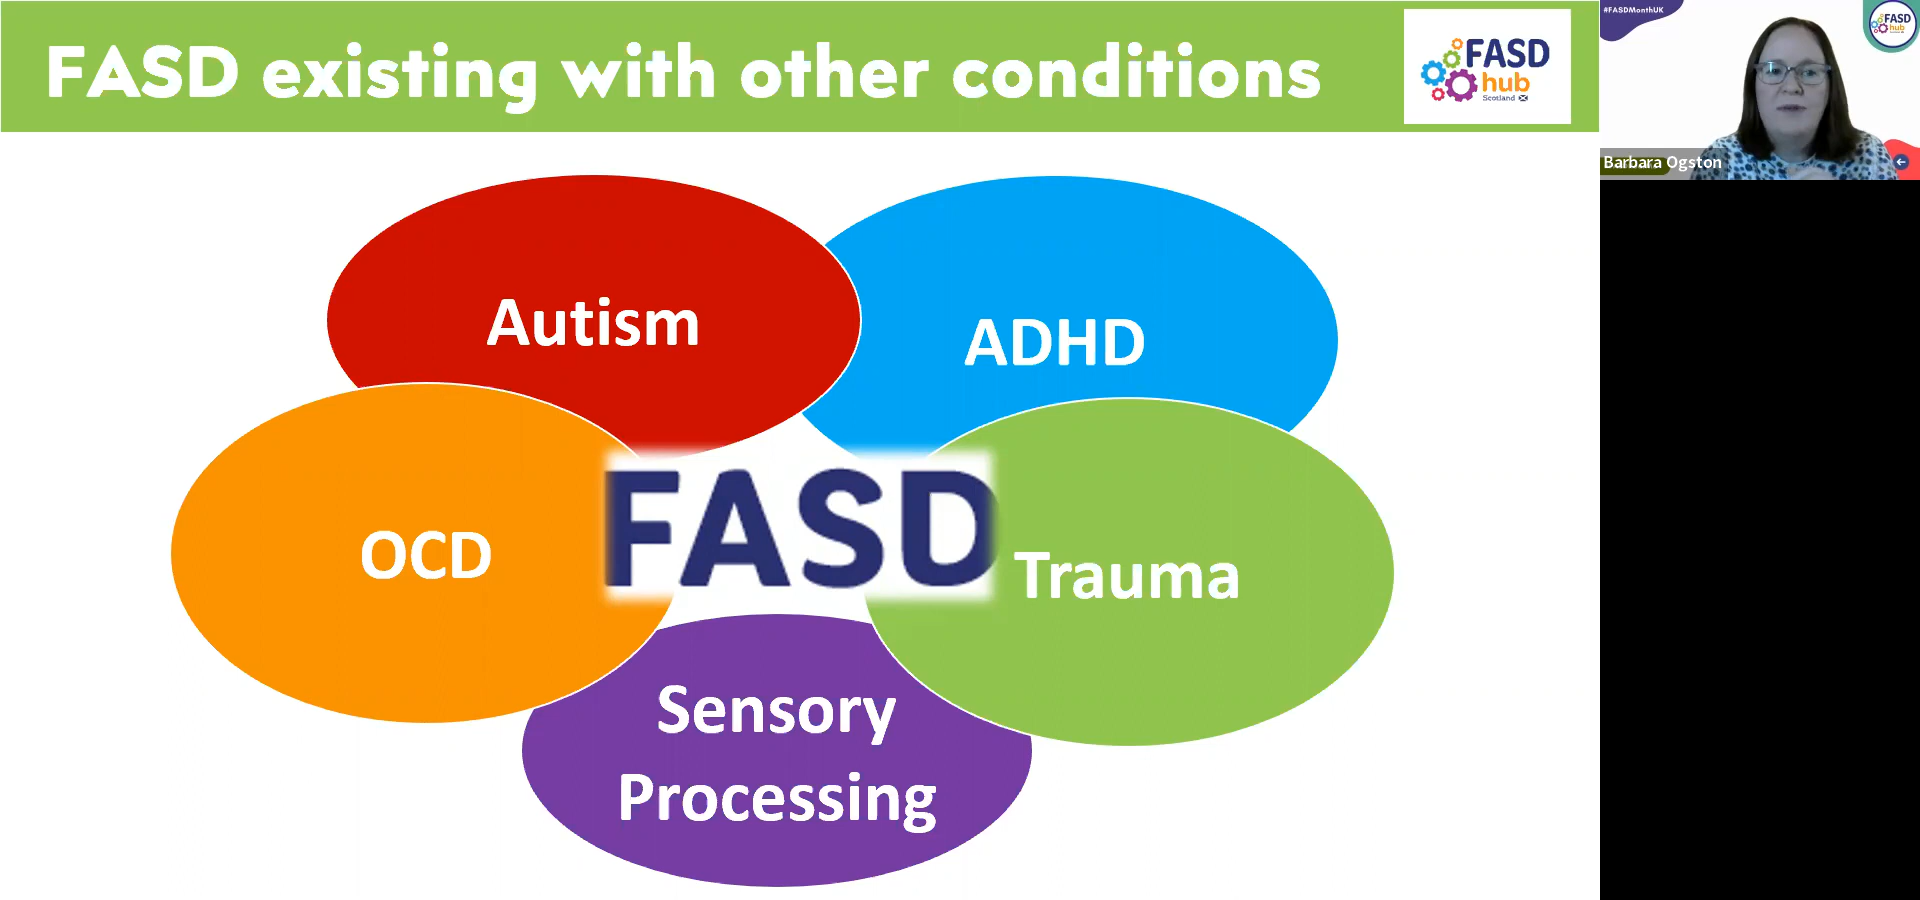 FASD existing with other conditions
FASD
hub
Scotland
#FASDMonthUK
FASD
hub
Barbara Ogston
Autism
ADHD
OCD
FASD
Trauma
Sensory
Processing